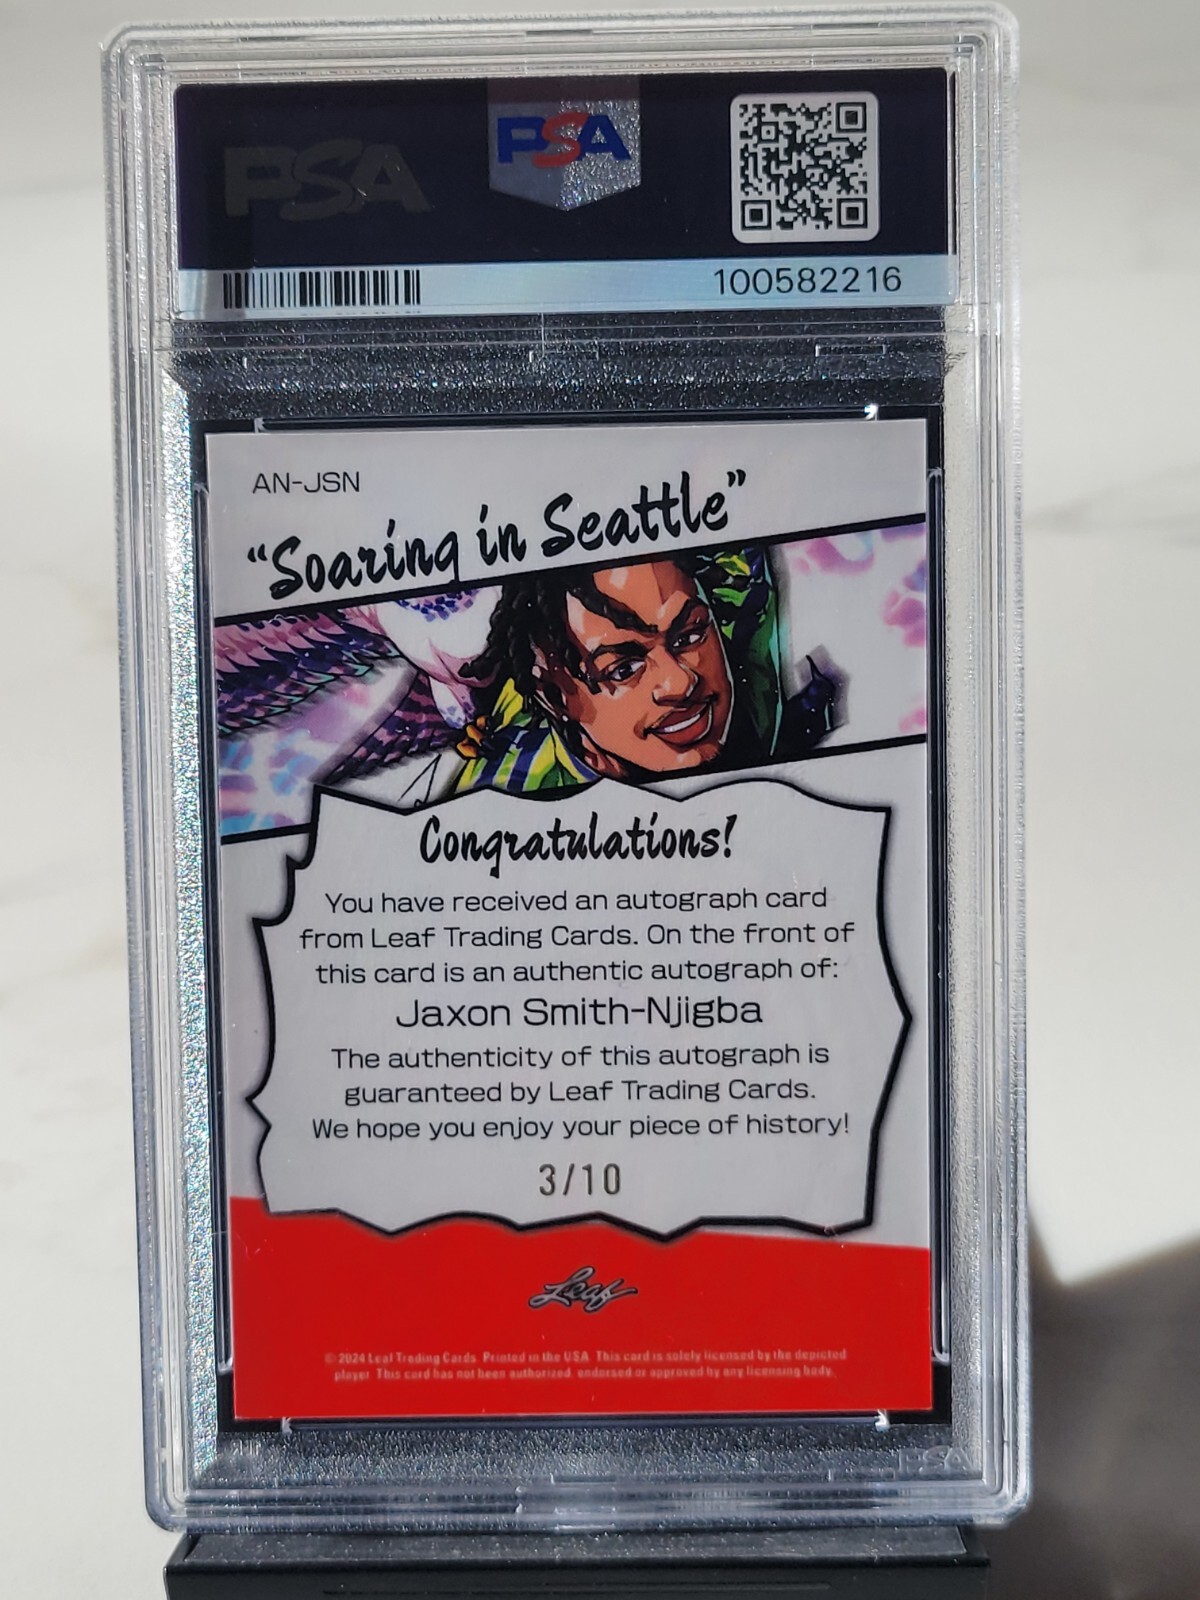 PSA
PSA
100582216
AN-JSN
"Soaring in Seattle"
Congratulations!
You have received an autograph card
from Leaf Trading Cards. On the front of
this card is an authentic autograph of:
Jaxon Smith-Njigba
The authenticity of this autograph is
guaranteed by Leaf Trading Cards.
We hope you enjoy your piece of history!
3/10
Leaf
© 2024 Leaf Trading Cards. Printed in the USA. This card is solely licensed by the depicted
player. This card has not been authorized, endorsed or approved by any licensing body.
PSA